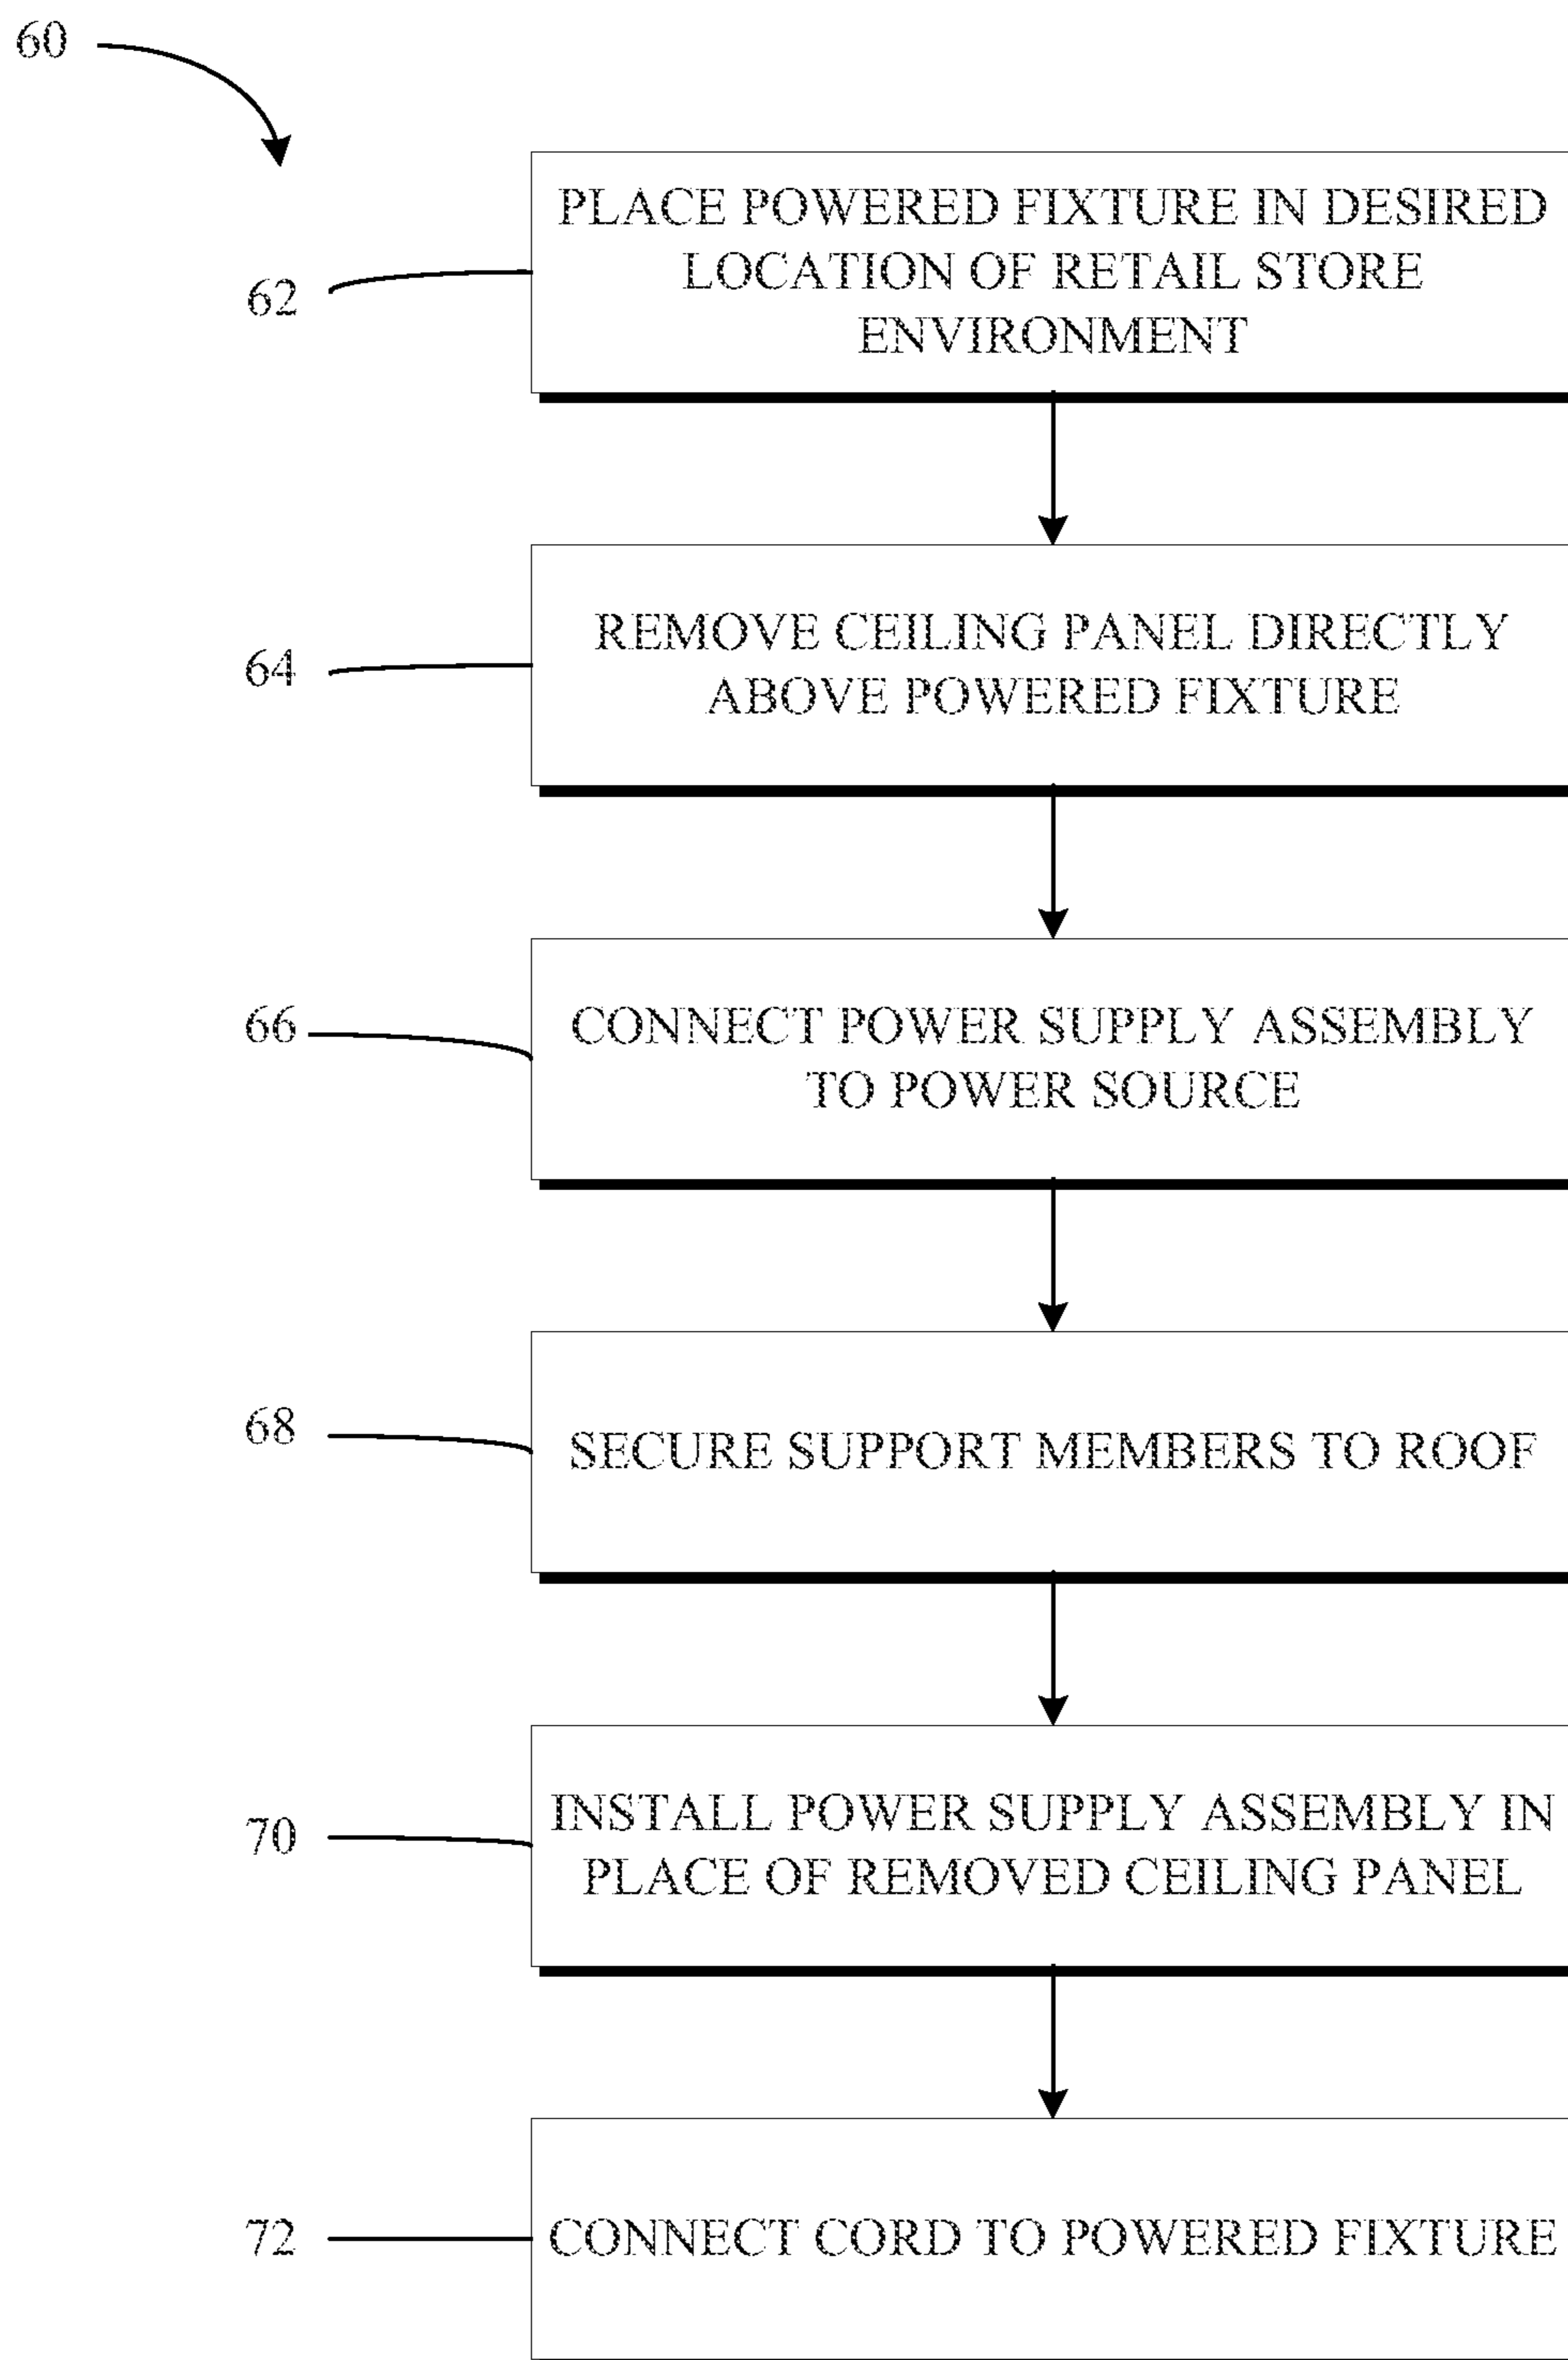 60
62
PLACE POWERED FIXTURE IN DESIRED
LOCATION OF RETAIL STORE
ENVIRONMENT
64
REMOVE CEILING PANEL DIRECTLY
ABOVE POWERED FIXTURE
66
CONNECT POWER SUPPLY ASSEMBLY
TO POWER SOURCE
68
SECURE SUPPORT MEMBERS TO ROOF
70
INSTALL POWER SUPPLY ASSEMBLY IN
PLACE OF REMOVED CEILING PANEL
72
CONNECT CORD TO POWERED FIXTURE